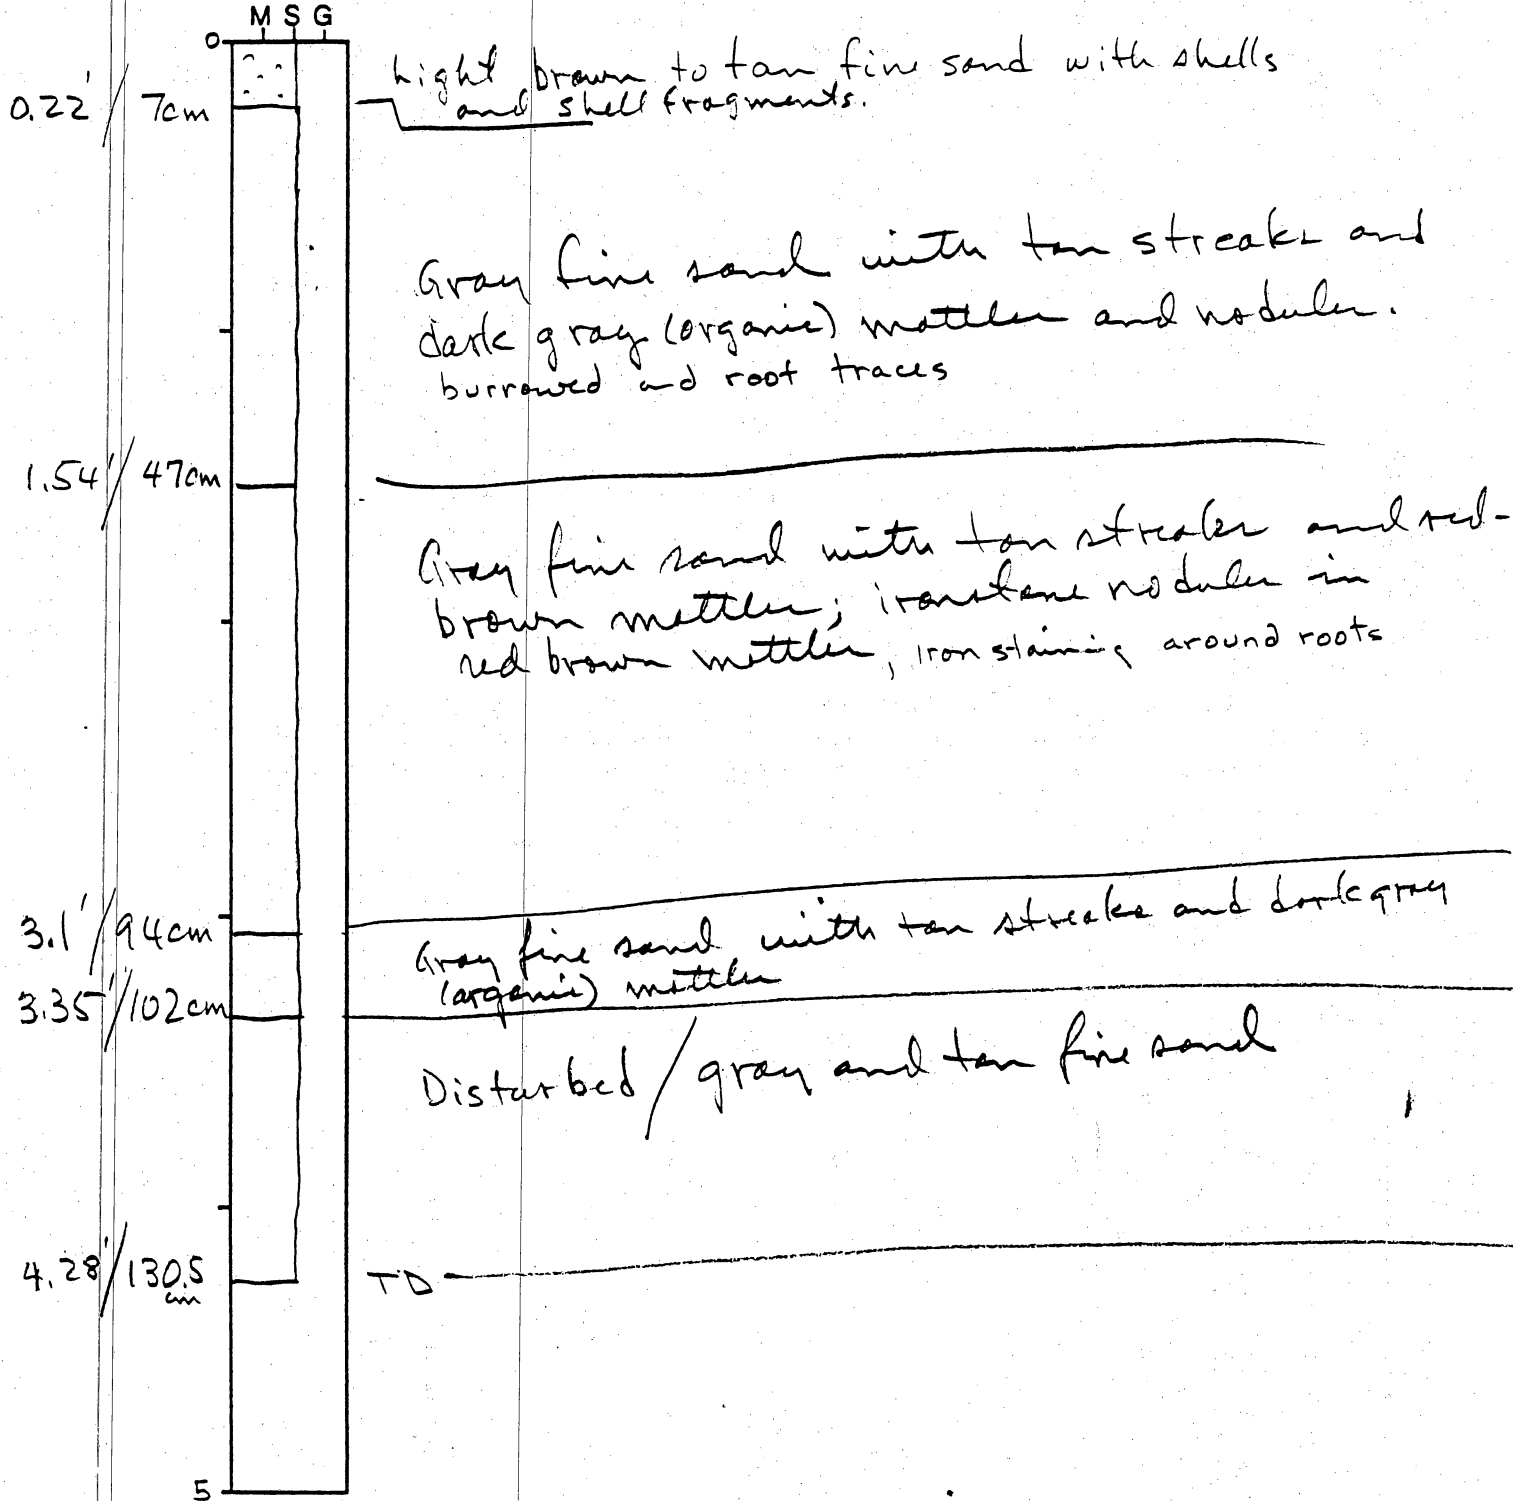 M S G
0
0.22' / 7cm
Light brown to tan fine sand with shells
and shell fragments.
Gray fine sand with tan streaks and
dark gray (organic) mottles and nodules.
burrowed and root traces
1.54' / 47cm
Gray fine sand with tan streaks and red-
brown mottles; ironstone nodules in
red brown mottles, iron staining around roots
3.1' / 94cm
Gray fine sand with tan streaks and dark gray
(organic) mottles
3.35' / 102cm
Disturbed / gray and tan fine sand
4.28' / 130.5
cm
TD
5